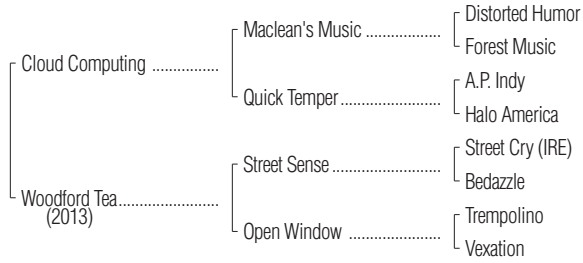 Distorted Humor
Maclean's Music ..................
Forest Music
Cloud Computing ................
A.P. Indy
Quick Temper........................
Halo America
Street Cry (IRE)
Street Sense ..........................
Bedazzle
Woodford Tea........................
(2013)
Trempolino
Open Window ......................
Vexation